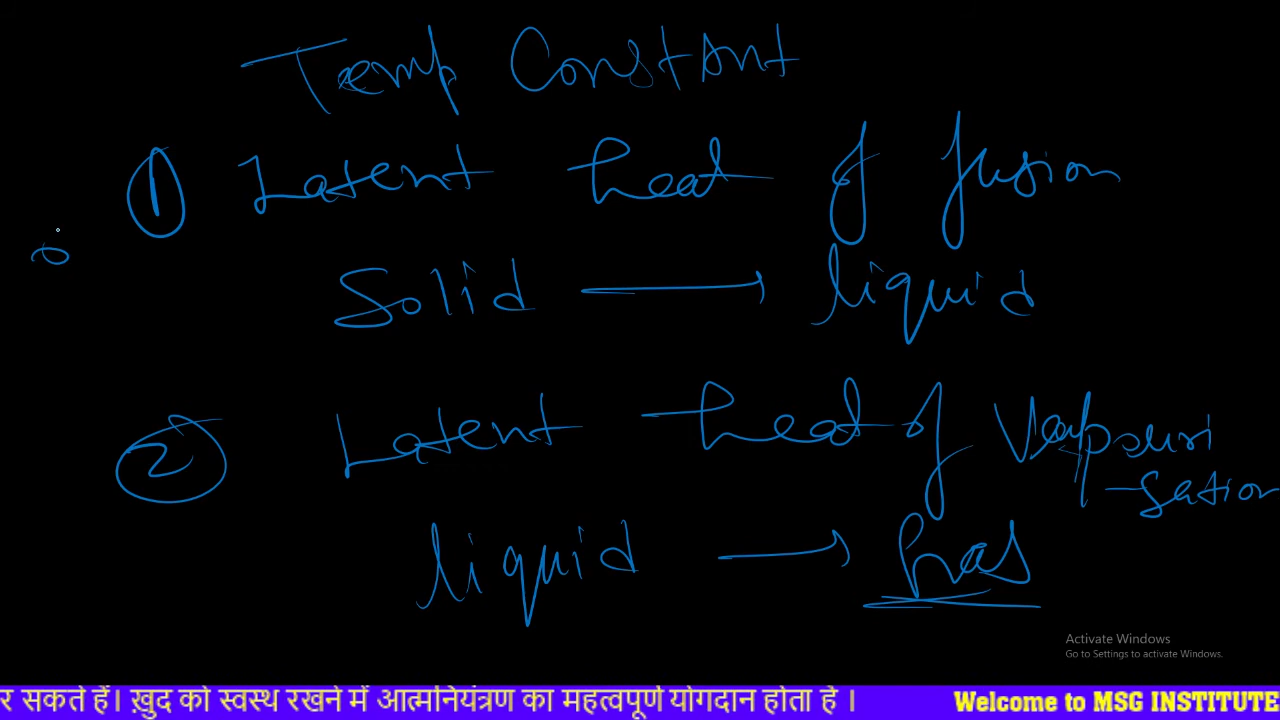 Temp Constant
① Latent heat of fusion
Solid → liquid
② Latent heat of Vapouri
-sation
liquid → gas
Activate Windows
Go to Settings to activate Windows.
र सकते हैं। ख़ुद को स्वस्थ रखने में आत्मनियंत्रण का महत्वपूर्ण योगदान होता है । Welcome to MSG INSTITUTE